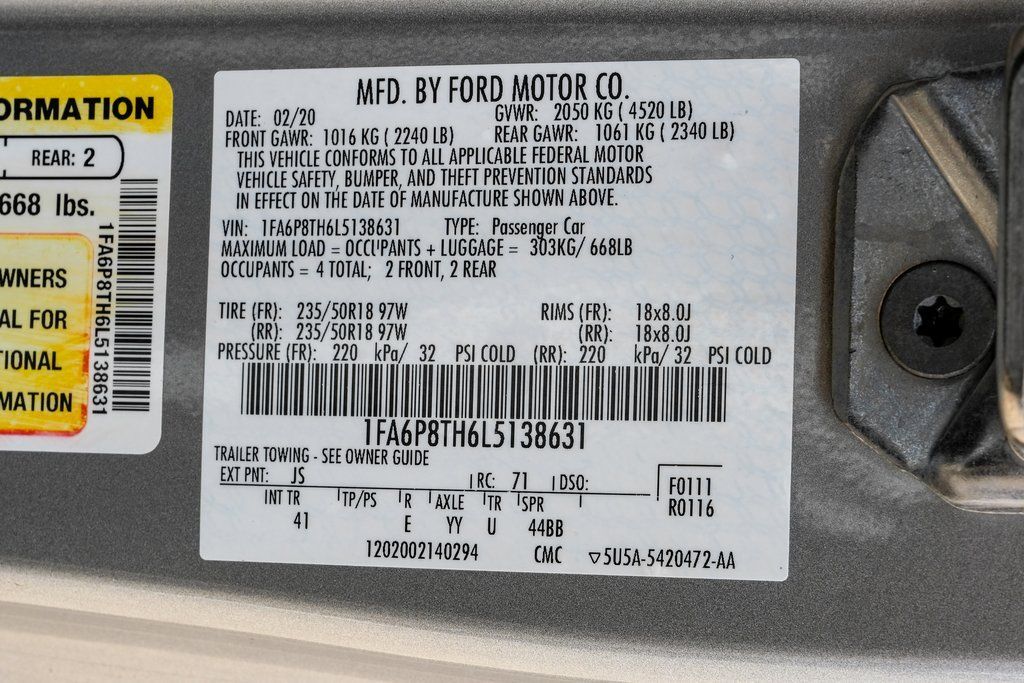 ORMATION
REAR: 2
668 lbs.
WNERS
AL FOR
TIONAL
MATION
1FA6P8TH6L5138631
MFD. BY FORD MOTOR CO.
DATE: 02/20 GVWR: 2050 KG ( 4520 LB)
FRONT GAWR: 1016 KG ( 2240 LB) REAR GAWR: 1061 KG ( 2340 LB)
THIS VEHICLE CONFORMS TO ALL APPLICABLE FEDERAL MOTOR
VEHICLE SAFETY, BUMPER, AND THEFT PREVENTION STANDARDS
IN EFFECT ON THE DATE OF MANUFACTURE SHOWN ABOVE.
VIN: 1FA6P8TH6L5138631 TYPE: Passenger Car
MAXIMUM LOAD = OCCUPANTS + LUGGAGE = 303KG/ 668LB
OCCUPANTS = 4 TOTAL; 2 FRONT, 2 REAR
TIRE (FR): 235/50R18 97W RIMS (FR): 18x8.0J
(RR): 235/50R18 97W (RR): 18x8.0J
PRESSURE (FR): 220 kPa/ 32 PSI COLD (RR): 220 kPa/ 32 PSI COLD
1FA6P8TH6L5138631
TRAILER TOWING - SEE OWNER GUIDE
EXT PNT: JS RC: 71 DSO:
F0111
R0116
INT TR TP/PS R AXLE TR SPR
41 E YY U 44BB
1202002140294 CMC ▽5U5A-5420472-AA